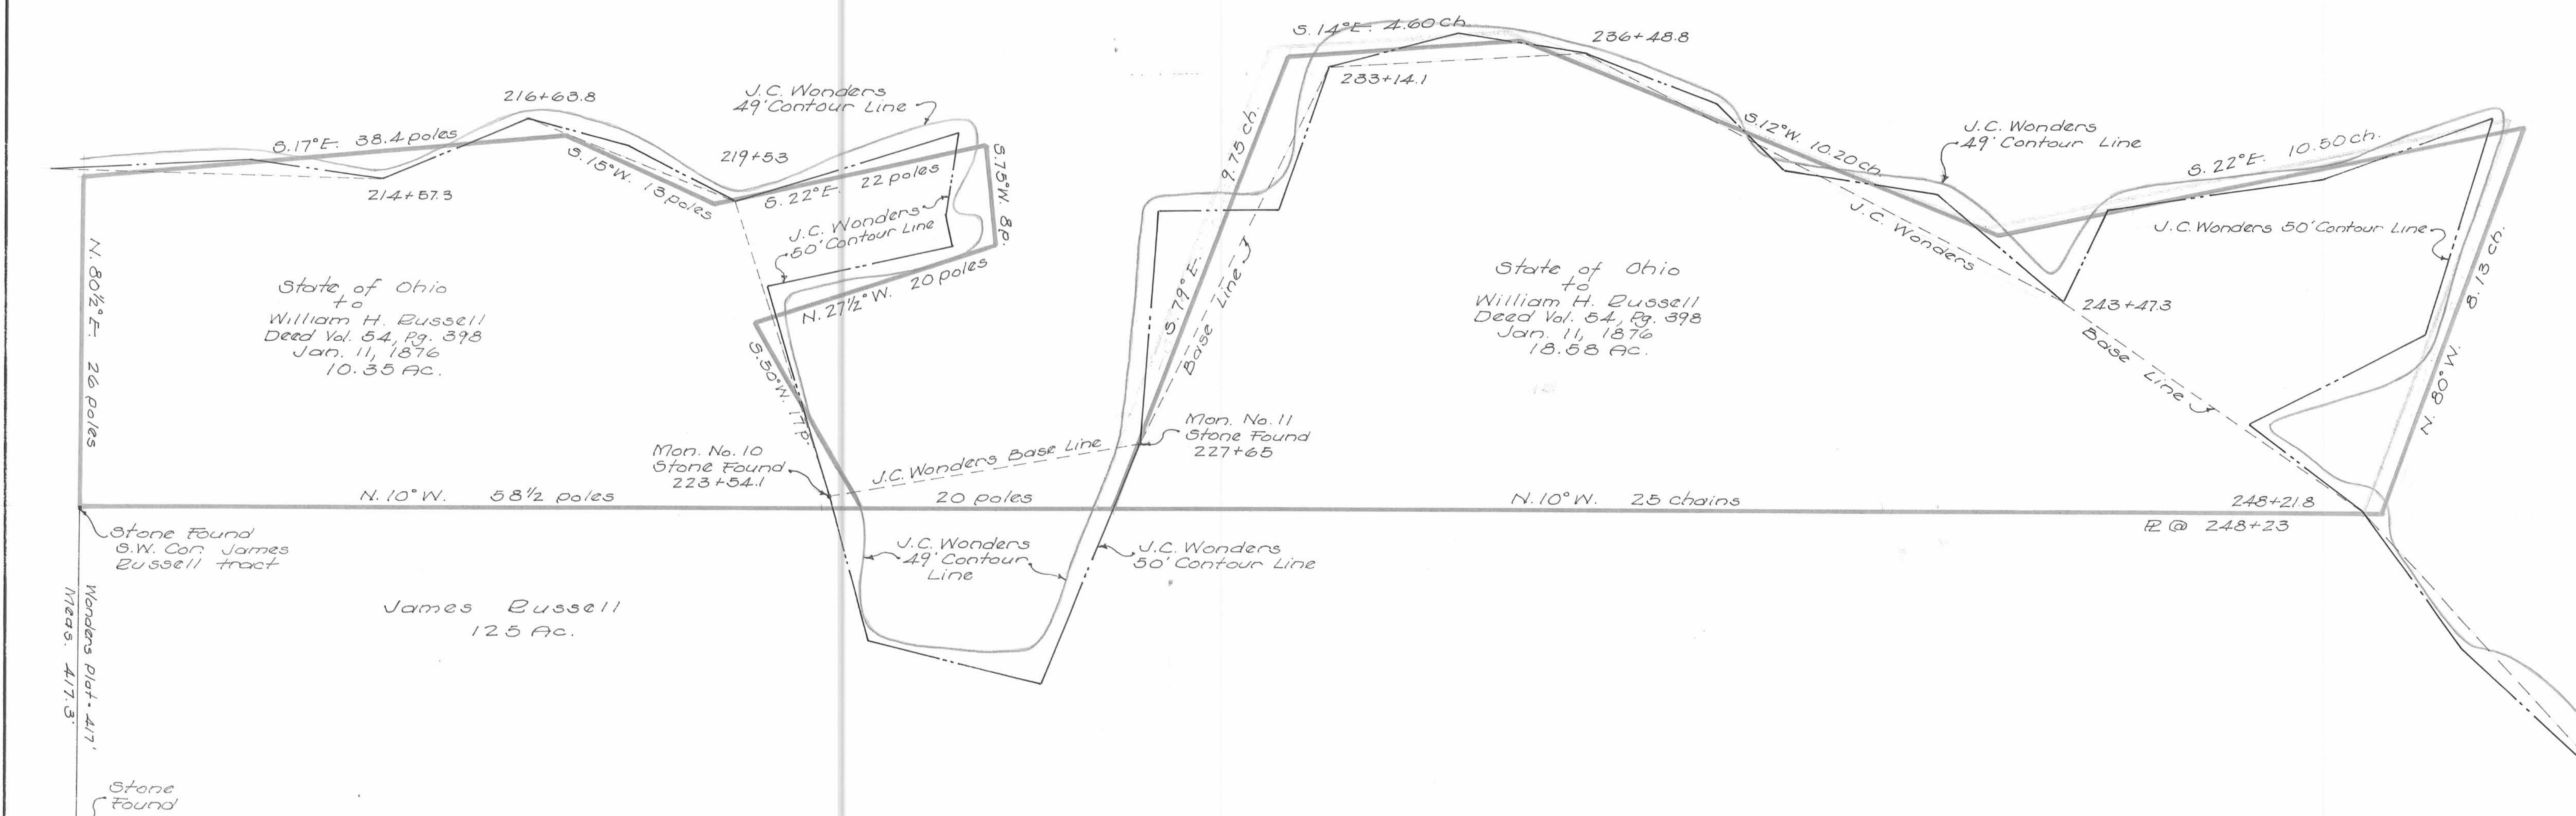 S. 14° E. 4.60 ch.
236+48.8
233+14.1
216+63.8
J.C. Wonders
49' Contour Line
S. 17° E. 38.4 poles
214+57.3
S. 15° W. 13 poles
219+53
S. 22° E. 22 poles
S. 75° W. 8 p.
J.C. Wonders
50' Contour Line
N. 27 1/2° W. 20 poles
S. 50° W. 17 p.
N. 80 1/2° E. 26 poles
State of Ohio
to
William H. Russell
Deed Vol. 54, Pg. 398
Jan. 11, 1876
10.35 Ac.
9.75 ch.
S. 79° E.
Base Line
S. 12° W. 10.20 ch.
J.C. Wonders
49' Contour Line
S. 22° E. 10.50 ch.
J.C. Wonders 50' Contour Line
J.C. Wonders
Base Line
243+47.3
8.13 ch.
N. 80° W.
State of Ohio
to
William H. Russell
Deed Vol. 54, Pg. 398
Jan. 11, 1876
18.58 Ac.
Mon. No. 11
Stone Found
227+65
Mon. No. 10
Stone Found
223+54.1
J.C. Wonders Base Line
N. 10° W. 58 1/2 poles
20 poles
N. 10° W. 25 chains
248+21.8
PL @ 248+23
Stone Found
S.W. Cor. James
Russell tract
J.C. Wonders
49' Contour
Line
J.C. Wonders
50' Contour Line
James Russell
125 Ac.
Wonders Plat - 417'
Meas. 417.3'
Stone
Found